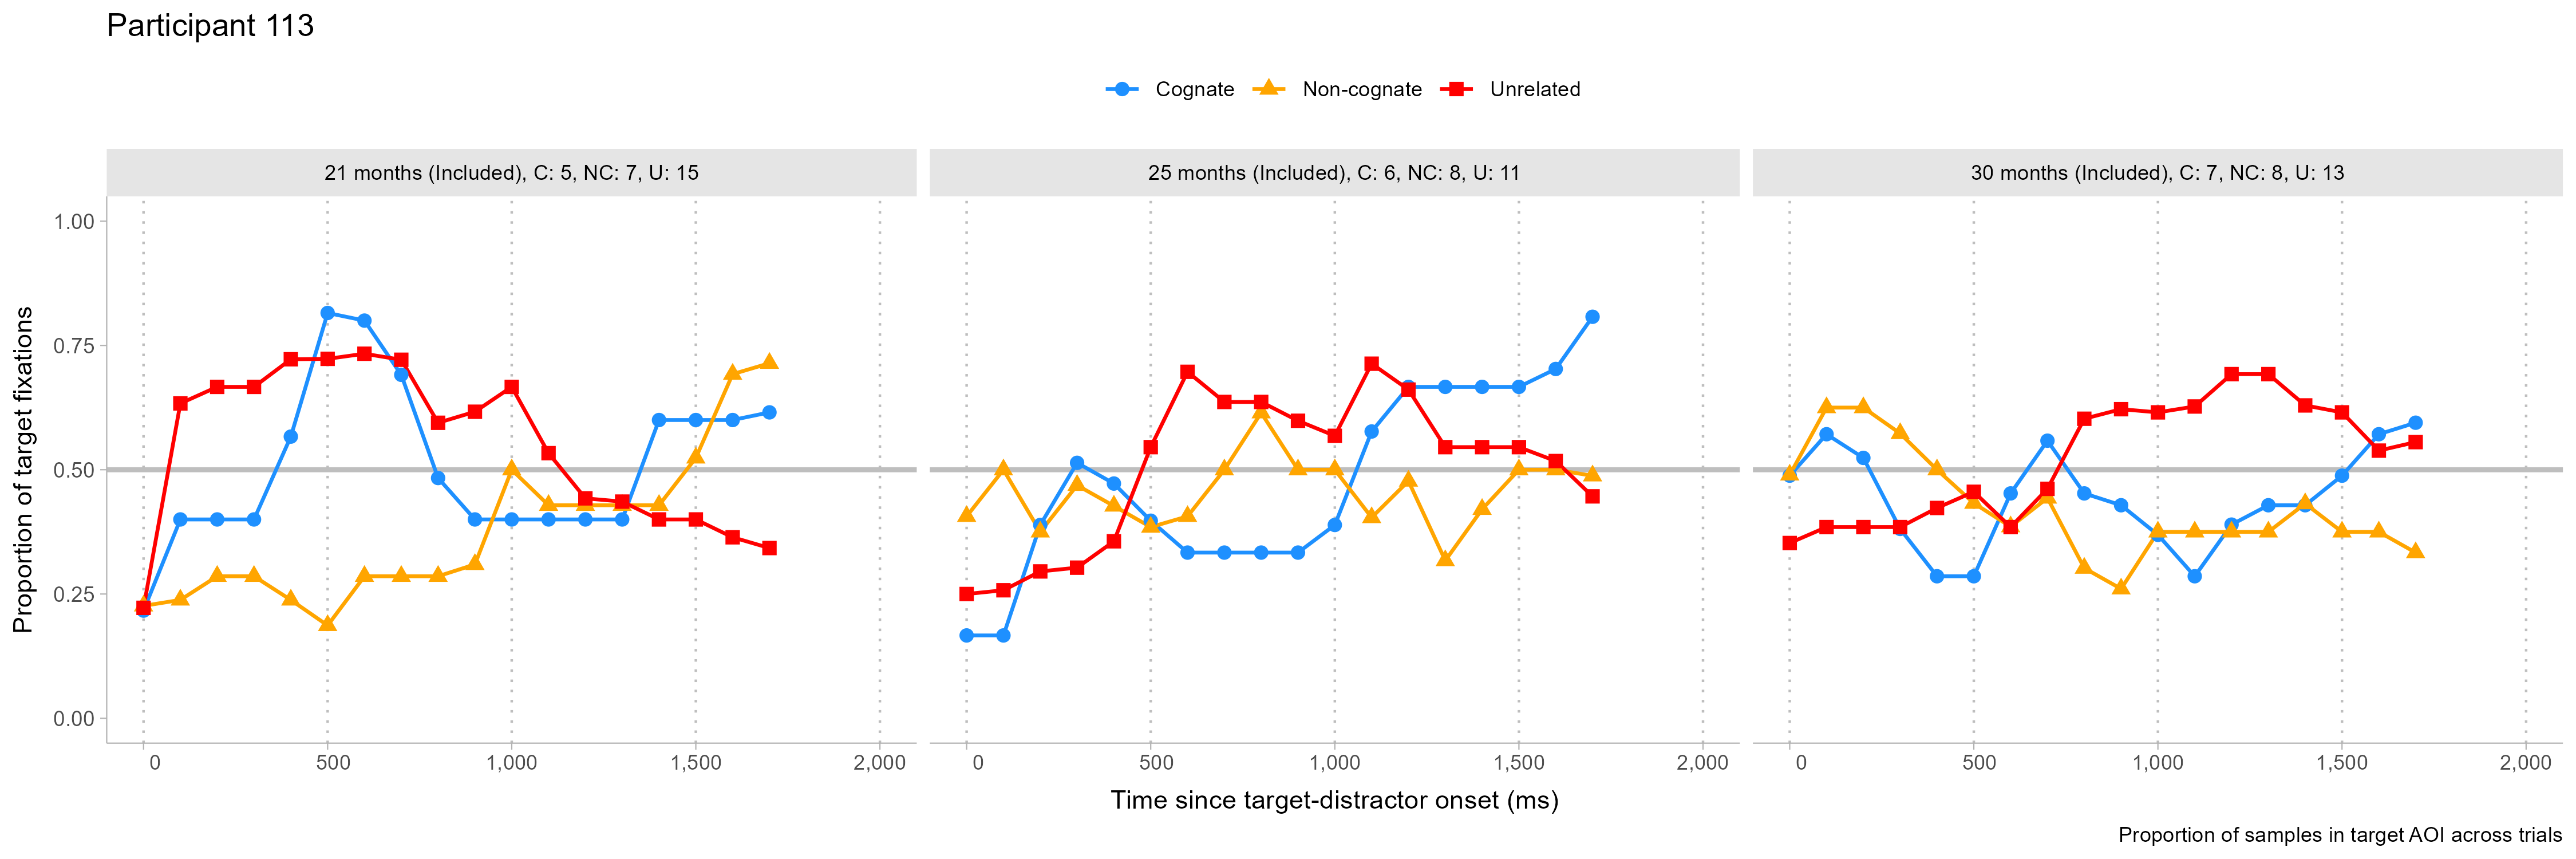 Participant 113
Cognate Non-cognate Unrelated
21 months (Included), C: 5, NC: 7, U: 15
25 months (Included), C: 6, NC: 8, U: 11
30 months (Included), C: 7, NC: 8, U: 13
Proportion of target fixations
1.00
0.75
0.50
0.25
0.00
0 500 1,000 1,500 2,000
0 500 1,000 1,500 2,000
0 500 1,000 1,500 2,000
Time since target-distractor onset (ms)
Proportion of samples in target AOI across trials